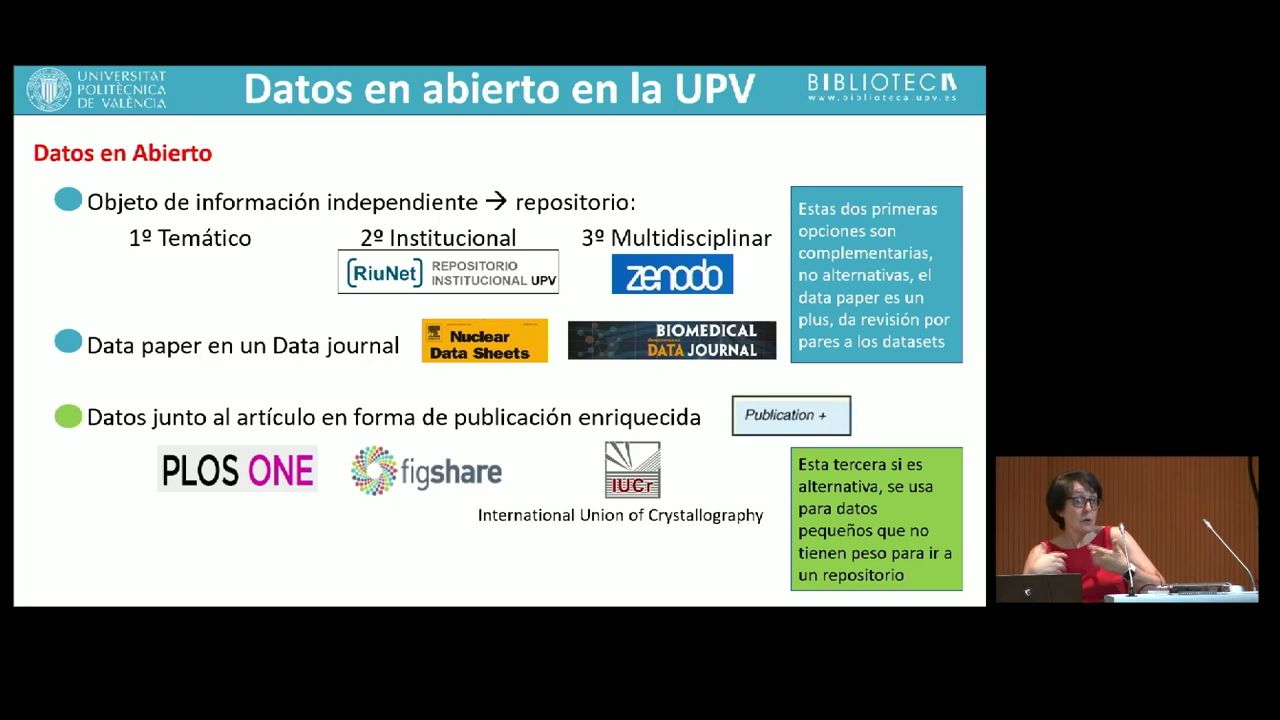 UNIVERSITAT
POLITÈCNICA
DE VALÈNCIA
Datos en abierto en la UPV
BIBLIOTECA
www.biblioteca.upv.es
Datos en Abierto
Objeto de información independiente → repositorio:
1º Temático
2º Institucional
3º Multidisciplinar
[RiuNet]
REPOSITORIO
INSTITUCIONAL UPV
zenodo
Estas dos primeras
opciones son
complementarias,
no alternativas, el
data paper es un
plus, da revisión por
pares a los datasets
Data paper en un Data journal
Nuclear
Data Sheets
BIOMEDICAL
DATA JOURNAL
Datos junto al artículo en forma de publicación enriquecida
Publication +
PLOS ONE
figshare
IUCr
International Union of Crystallography
Esta tercera si es
alternativa, se usa
para datos
pequeños que no
tienen peso para ir a
un repositorio